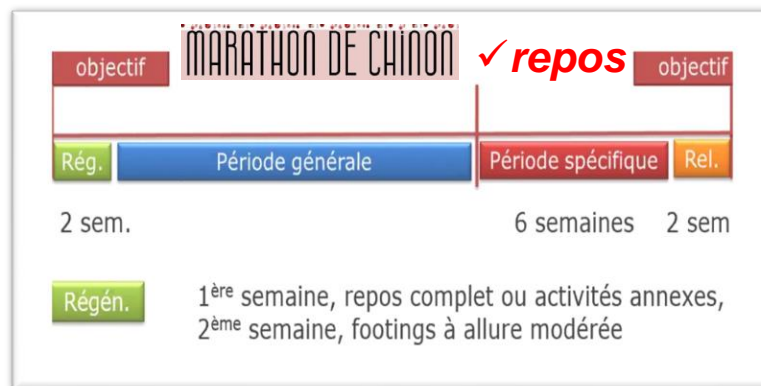 objectif
MARATHON DE CHINON
✓ repos
objectif
Rég.
Période générale
Période spécifique
Rel.
2 sem.
6 semaines
2 sem
Régén.
1ère semaine, repos complet ou activités annexes,
2ème semaine, footings à allure modérée